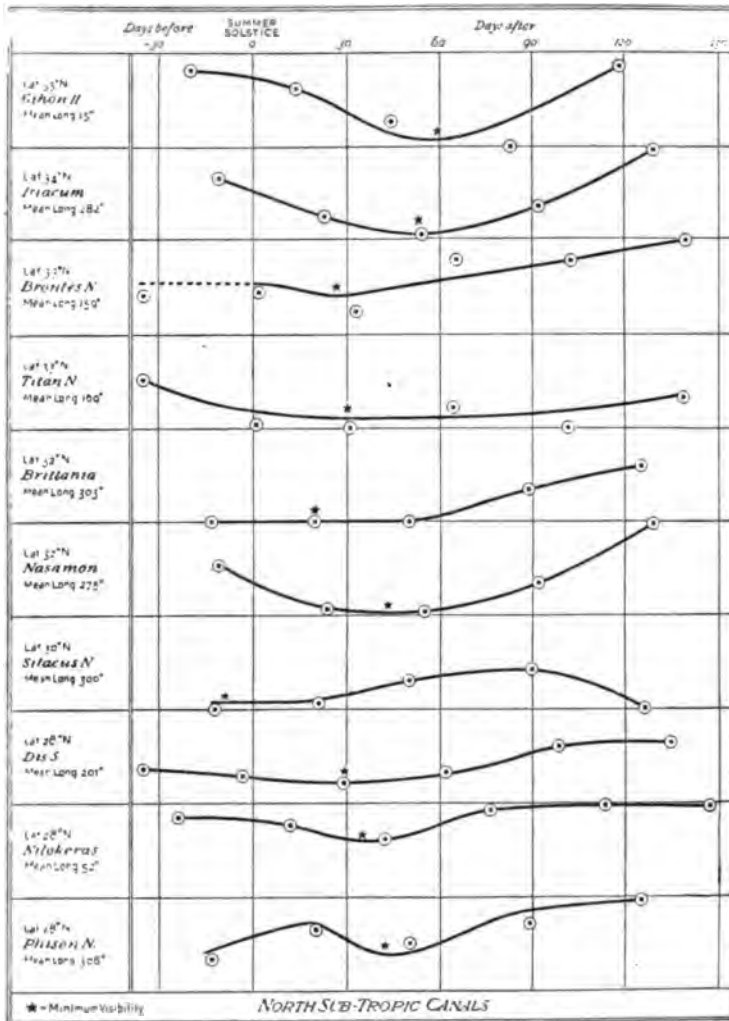 Days before
SUMMER
SOLSTICE
Days after
30 0 30 60 90 120 150
Lat 35°N
Ethon II
Mean Long 15°
Lat 34°N
Iriacum
Mean Long 282°
Lat 33°N
Brontes N
Mean Long 159°
Lat 33°N
Titan N
Mean Long 169°
Lat 32°N
Brittania
Mean Long 303°
Lat 32°N
Nasamon
Mean Long 275°
Lat 30°N
Sitacus N
Mean Long 300°
Lat 28°N
Dis S
Mean Long 201°
Lat 28°N
Nilokeras
Mean Long 52°
Lat 28°N
Phison N.
Mean Long 308°
★ = Minimum Visibility
NORTH SUB-TROPIC CANALS